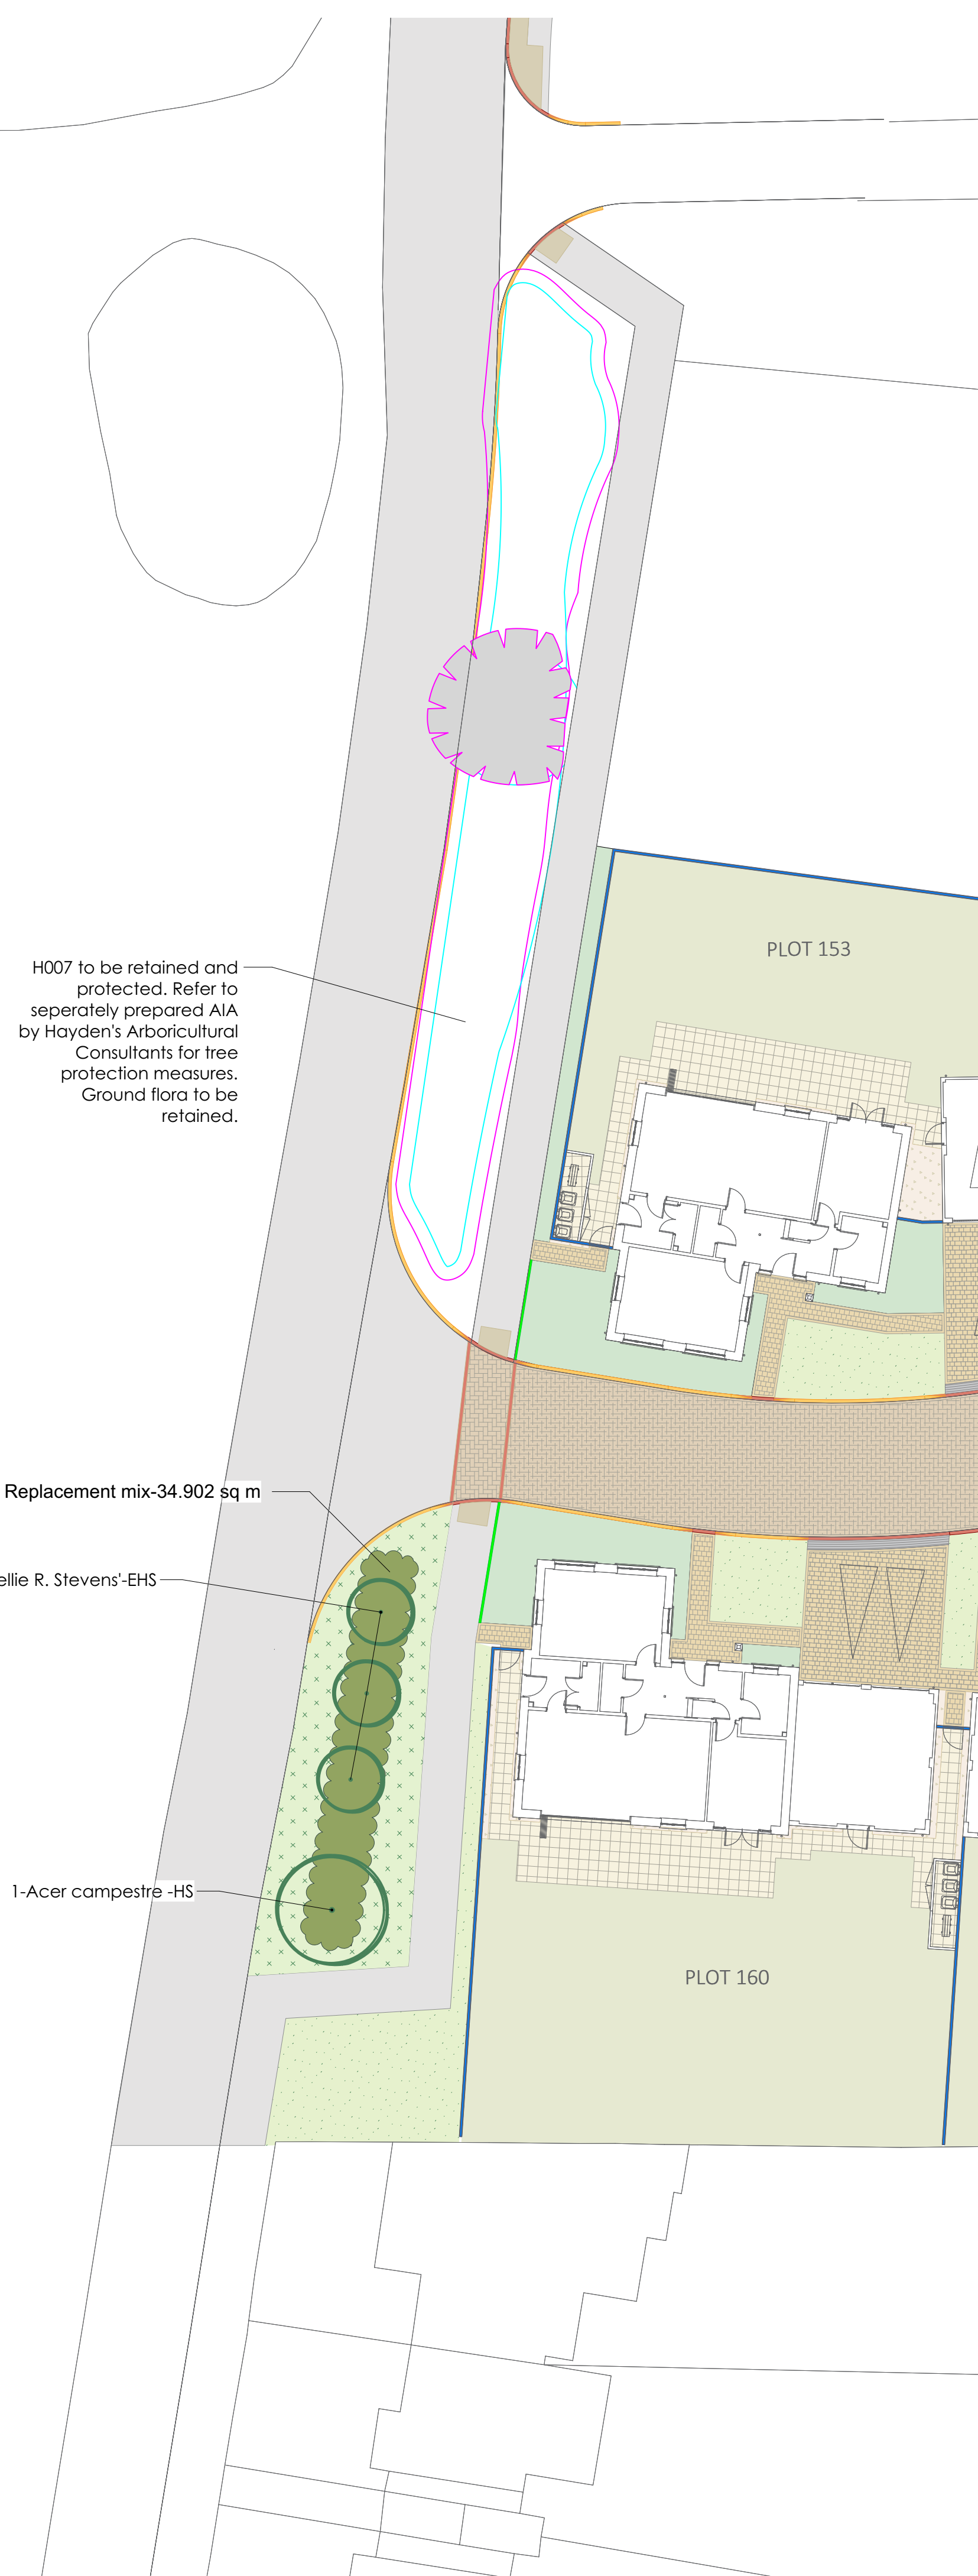 PLOT 153
H007 to be retained and
protected. Refer to
seperately prepared AIA
by Hayden's Arboricultural
Consultants for tree
protection measures.
Ground flora to be
retained.
Replacement mix-34.902 sq m
ellie R. Stevens'-EHS
1-Acer campestre -HS
PLOT 160